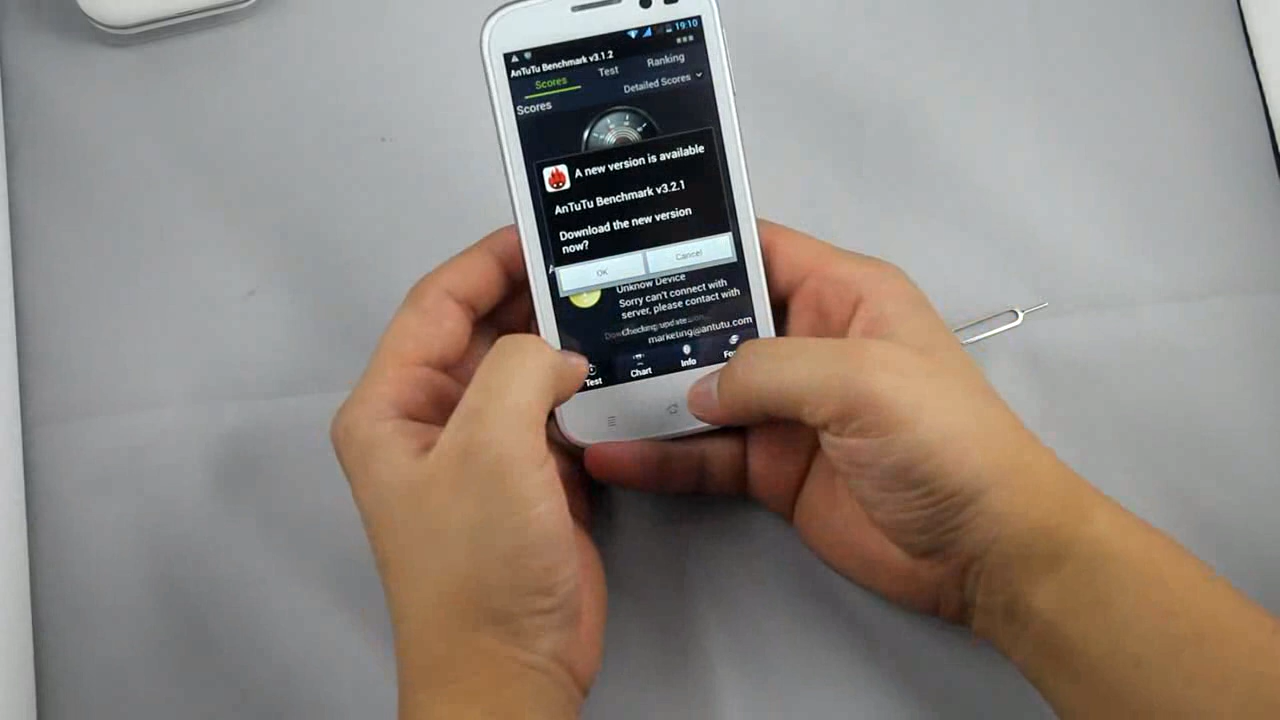 19:10
AnTuTu Benchmark v3.1.2
Scores Test Ranking
Scores Detailed Scores
A new version is available
AnTuTu Benchmark v3.2.1
Download the new version
now?
OK Cancel
Unknow Device
Sorry can't connect with
server, please contact with
Checking update...
marketing@antutu.com
Test Chart Info